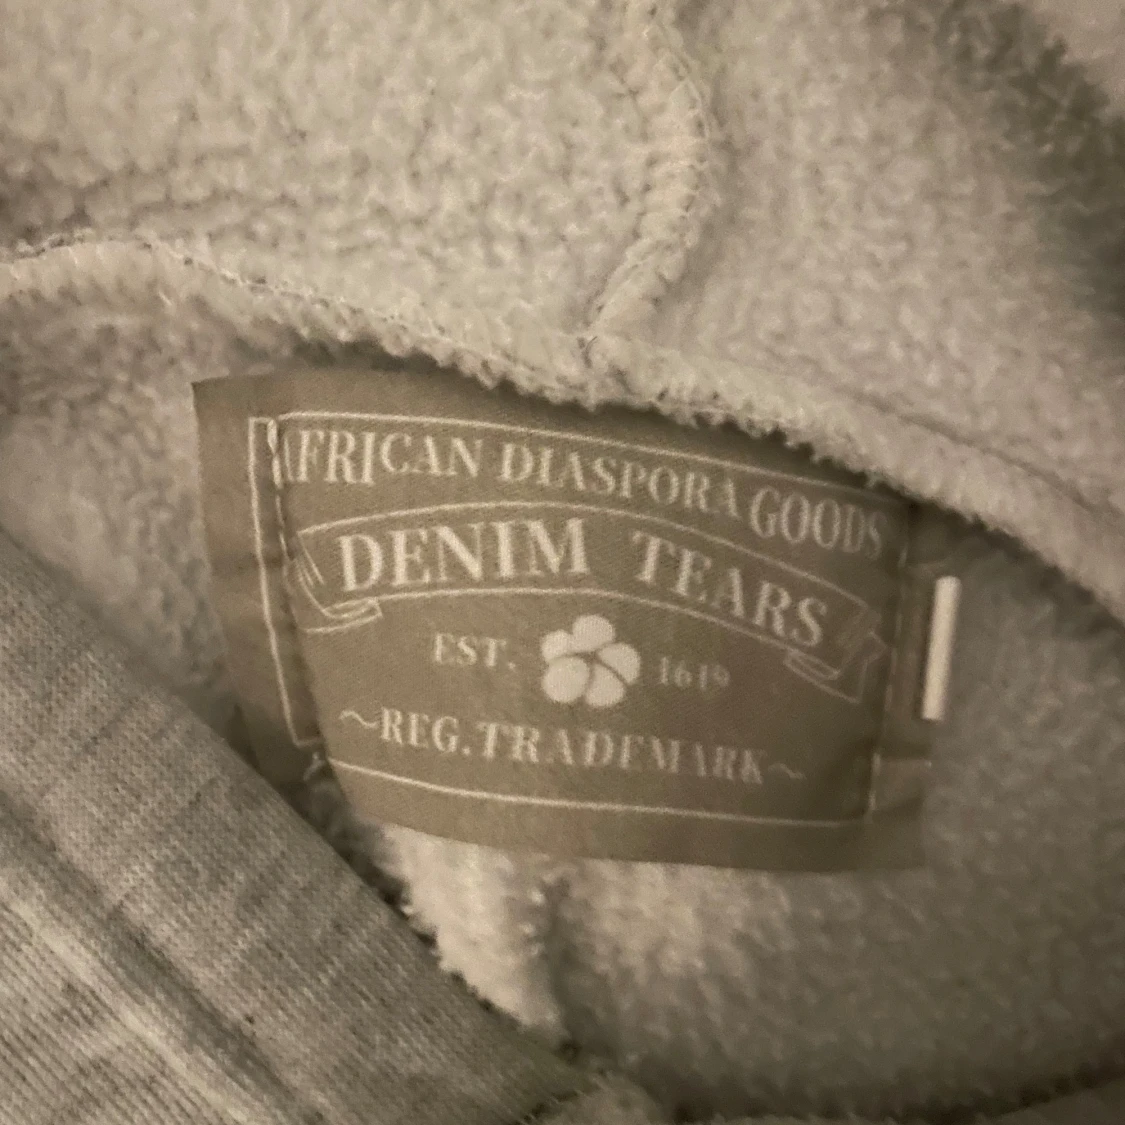 AFRICAN DIASPORA GOODS
DENIM TEARS
EST. 1619
~REG. TRADEMARK~